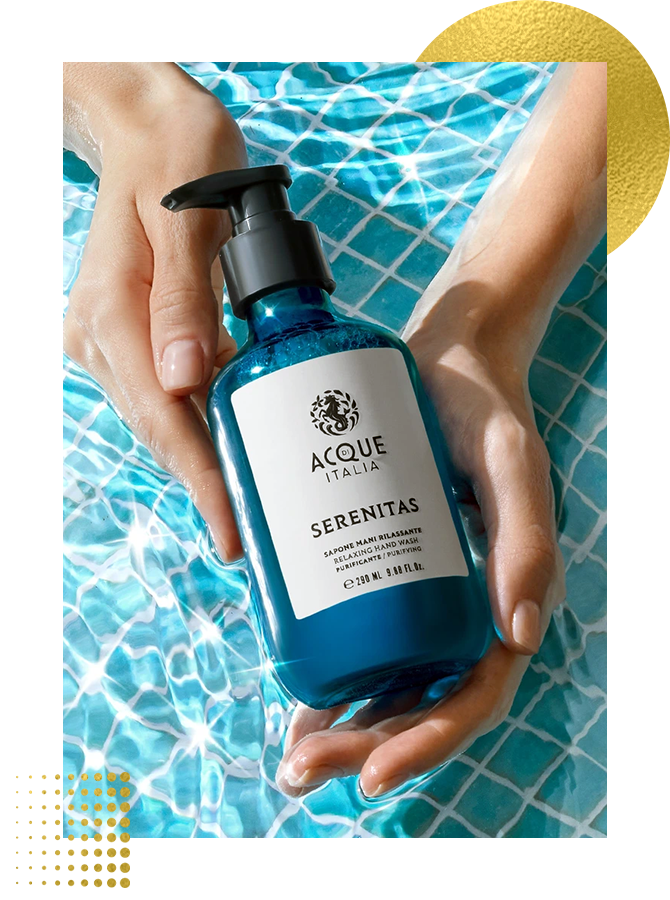 ACQUE
DI
ITALIA
SERENITAS
SAPONE MANI RILASSANTE
RELAXING HAND WASH
PURIFICANTE / PURIFYING
℮ 290 ML 9.80 FL.Oz.